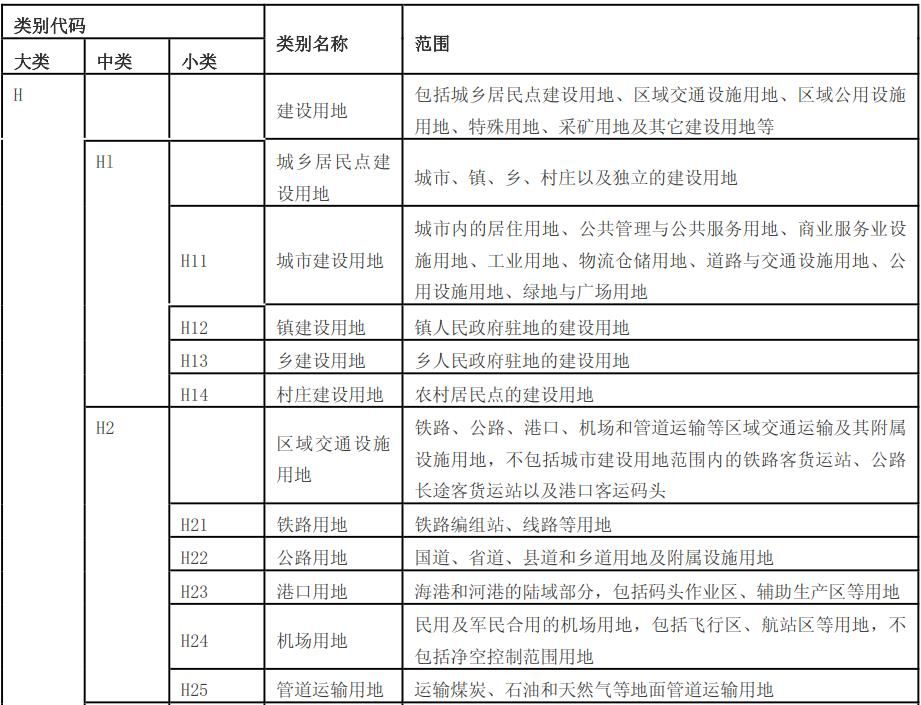 类别代码
类别名称
范围
大类
中类
小类
H
建设用地
包括城乡居民点建设用地、区域交通设施用地、区域公用设施
用地、特殊用地、采矿用地及其它建设用地等
H1
城乡居民点建
设用地
城市、镇、乡、村庄以及独立的建设用地
H11
城市建设用地
城市内的居住用地、公共管理与公共服务用地、商业服务业设
施用地、工业用地、物流仓储用地、道路与交通设施用地、公
用设施用地、绿地与广场用地
H12
镇建设用地
镇人民政府驻地的建设用地
H13
乡建设用地
乡人民政府驻地的建设用地
H14
村庄建设用地
农村居民点的建设用地
H2
区域交通设施
用地
铁路、公路、港口、机场和管道运输等区域交通运输及其附属
设施用地，不包括城市建设用地范围内的铁路客货运站、公路
长途客货运站以及港口客运码头
H21
铁路用地
铁路编组站、线路等用地
H22
公路用地
国道、省道、县道和乡道用地及附属设施用地
H23
港口用地
海港和河港的陆域部分，包括码头作业区、辅助生产区等用地
H24
机场用地
民用及军民合用的机场用地，包括飞行区、航站区等用地，不
包括净空控制范围用地
H25
管道运输用地
运输煤炭、石油和天然气等地面管道运输用地